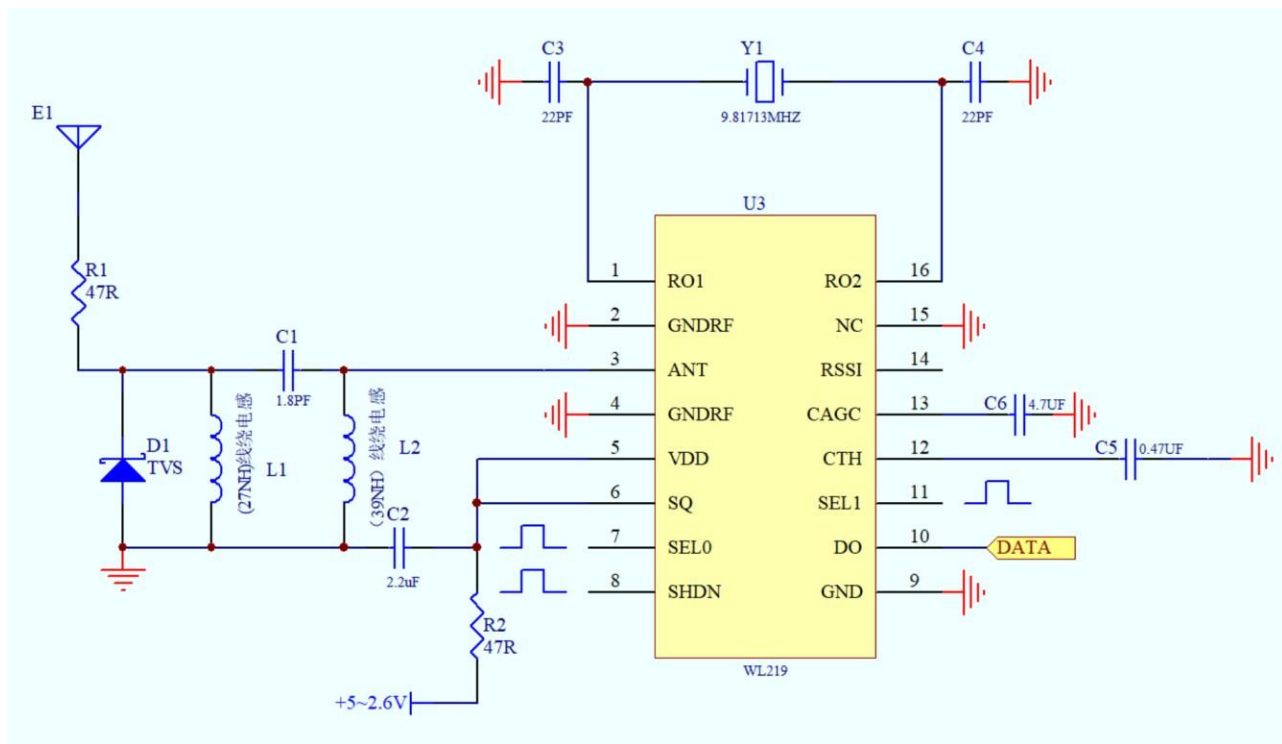 C3
Y1
C4
22PF
9.81713MHZ
22PF
E1
U3
R1
47R
1
RO1
RO2
16
2
GNDRF
NC
15
C1
1.8PF
3
ANT
RSSI
14
4
GNDRF
CAGC
13
C6
4.7UF
D1
TVS
(27NH)线绕电感
L1
(39NH）线绕电感
L2
5
VDD
CTH
12
C5
0.47UF
6
SQ
SEL1
11
C2
2.2uF
7
SEL0
DO
10
DATA
8
SHDN
GND
9
R2
47R
WL219
+5~2.6V